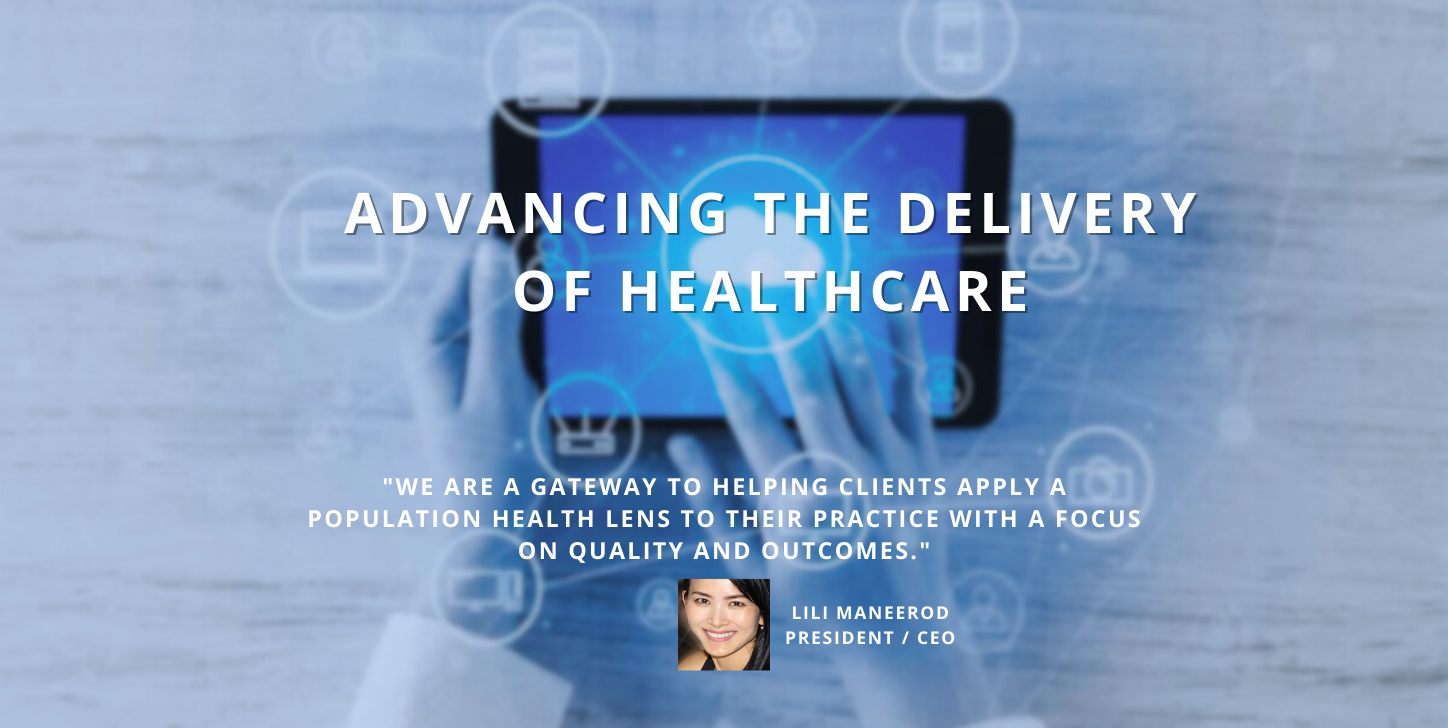 ADVANCING THE DELIVERY
OF HEALTHCARE
"WE ARE A GATEWAY TO HELPING CLIENTS APPLY A
POPULATION HEALTH LENS TO THEIR PRACTICE WITH A FOCUS
ON QUALITY AND OUTCOMES."
LILI MANEEROD
PRESIDENT / CEO